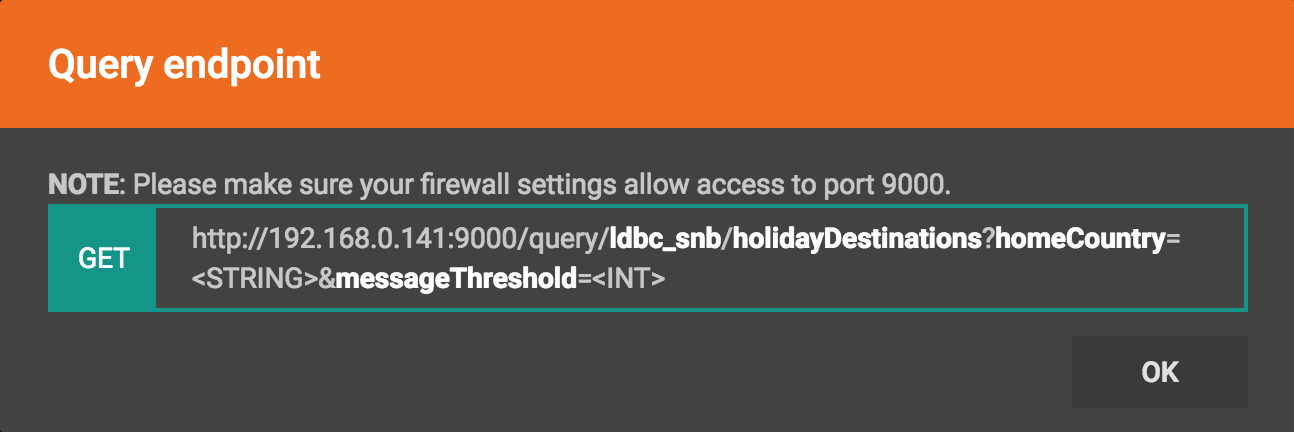 Query endpoint
NOTE: Please make sure your firewall settings allow access to port 9000.
GET
http://192.168.0.141:9000/query/ldbc_snb/holidayDestinations?homeCountry=
<STRING>&messageThreshold=<INT>
OK